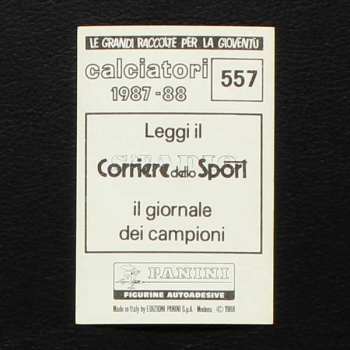 LE GRANDI RACCOLTE PER LA GIOVENTÙ
calciatori
1987-88
557
Leggi il
STADIO
Corriere dello Sport
il giornale
dei campioni
PANINI
FIGURINE AUTOADESIVE
Made in Italy by EDIZIONI PANINI S.p.A. - Modena - © 1988